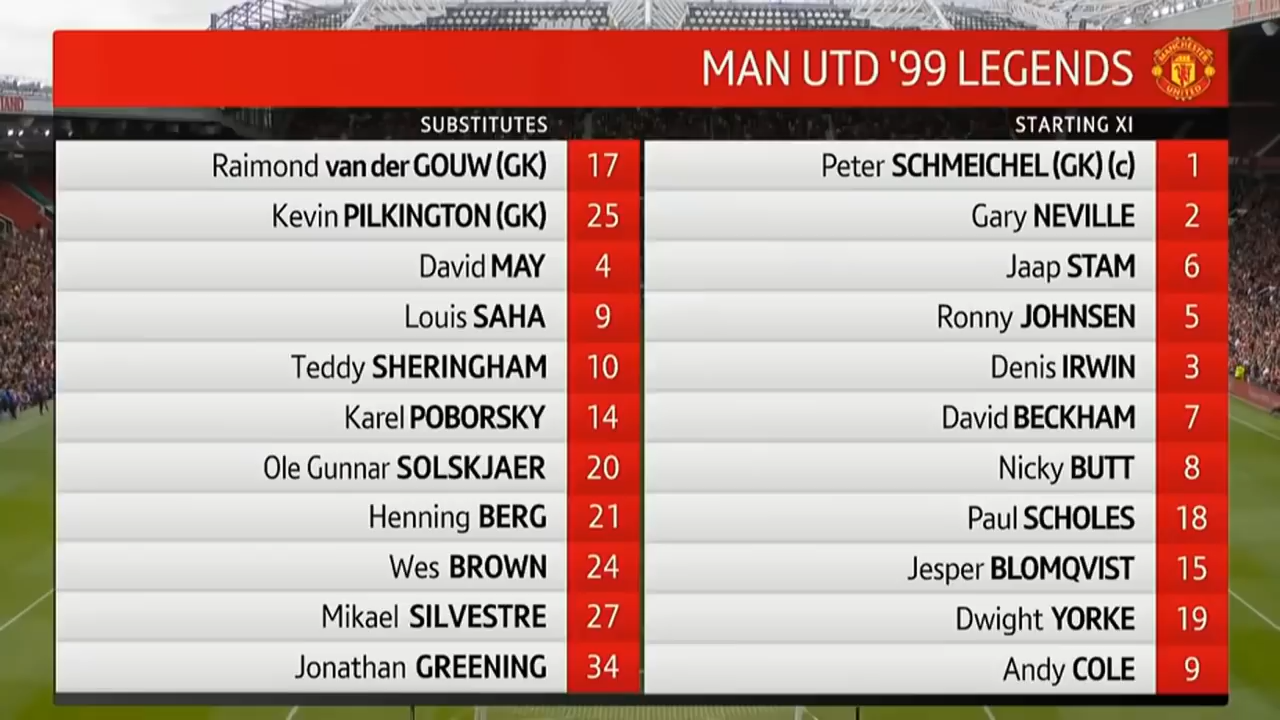 MAN UTD '99 LEGENDS
MANCHESTER
UNITED
SUBSTITUTES
Raimond van der GOUW (GK) 17
Kevin PILKINGTON (GK) 25
David MAY 4
Louis SAHA 9
Teddy SHERINGHAM 10
Karel POBORSKY 14
Ole Gunnar SOLSKJAER 20
Henning BERG 21
Wes BROWN 24
Mikael SILVESTRE 27
Jonathan GREENING 34
STARTING XI
Peter SCHMEICHEL (GK) (c) 1
Gary NEVILLE 2
Jaap STAM 6
Ronny JOHNSEN 5
Denis IRWIN 3
David BECKHAM 7
Nicky BUTT 8
Paul SCHOLES 18
Jesper BLOMQVIST 15
Dwight YORKE 19
Andy COLE 9